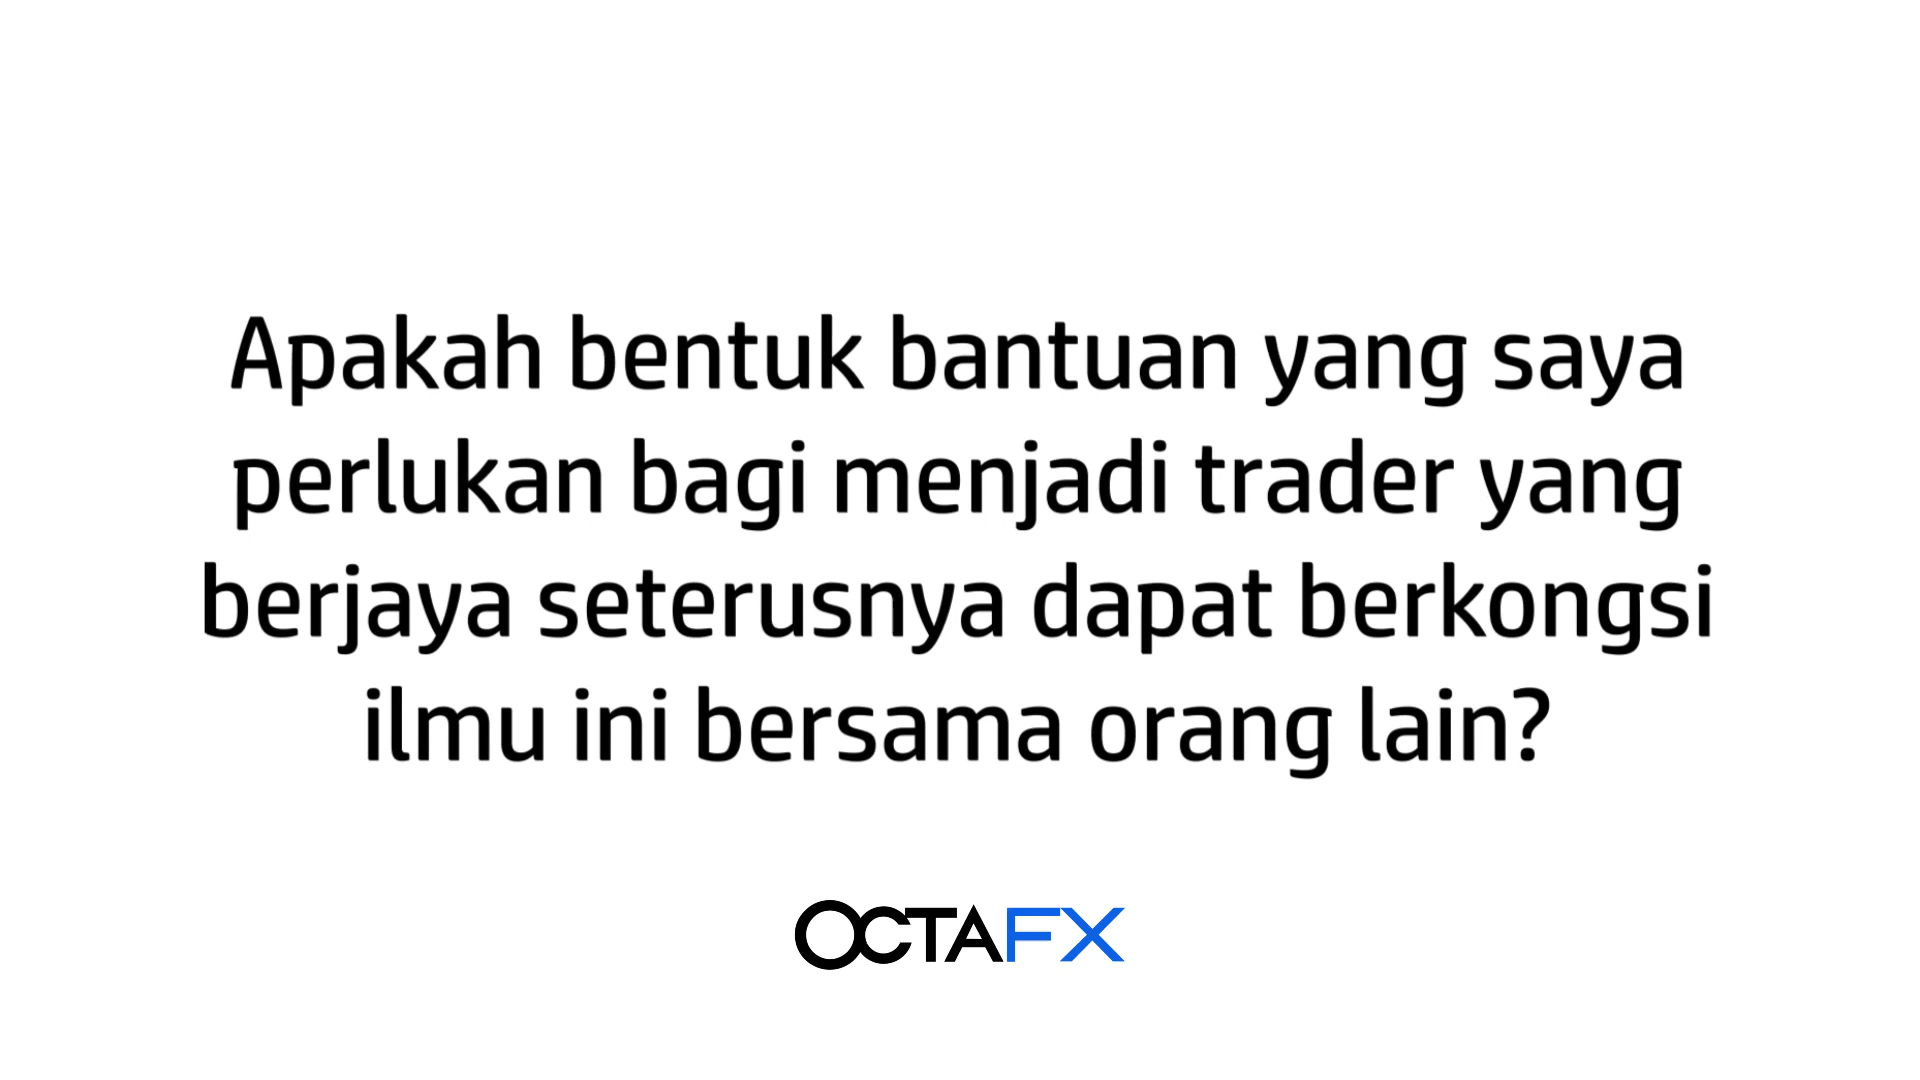 Apakah bentuk bantuan yang saya
perlukan bagi menjadi trader yang
berjaya seterusnya dapat berkongsi
ilmu ini bersama orang lain?
OCTAFX